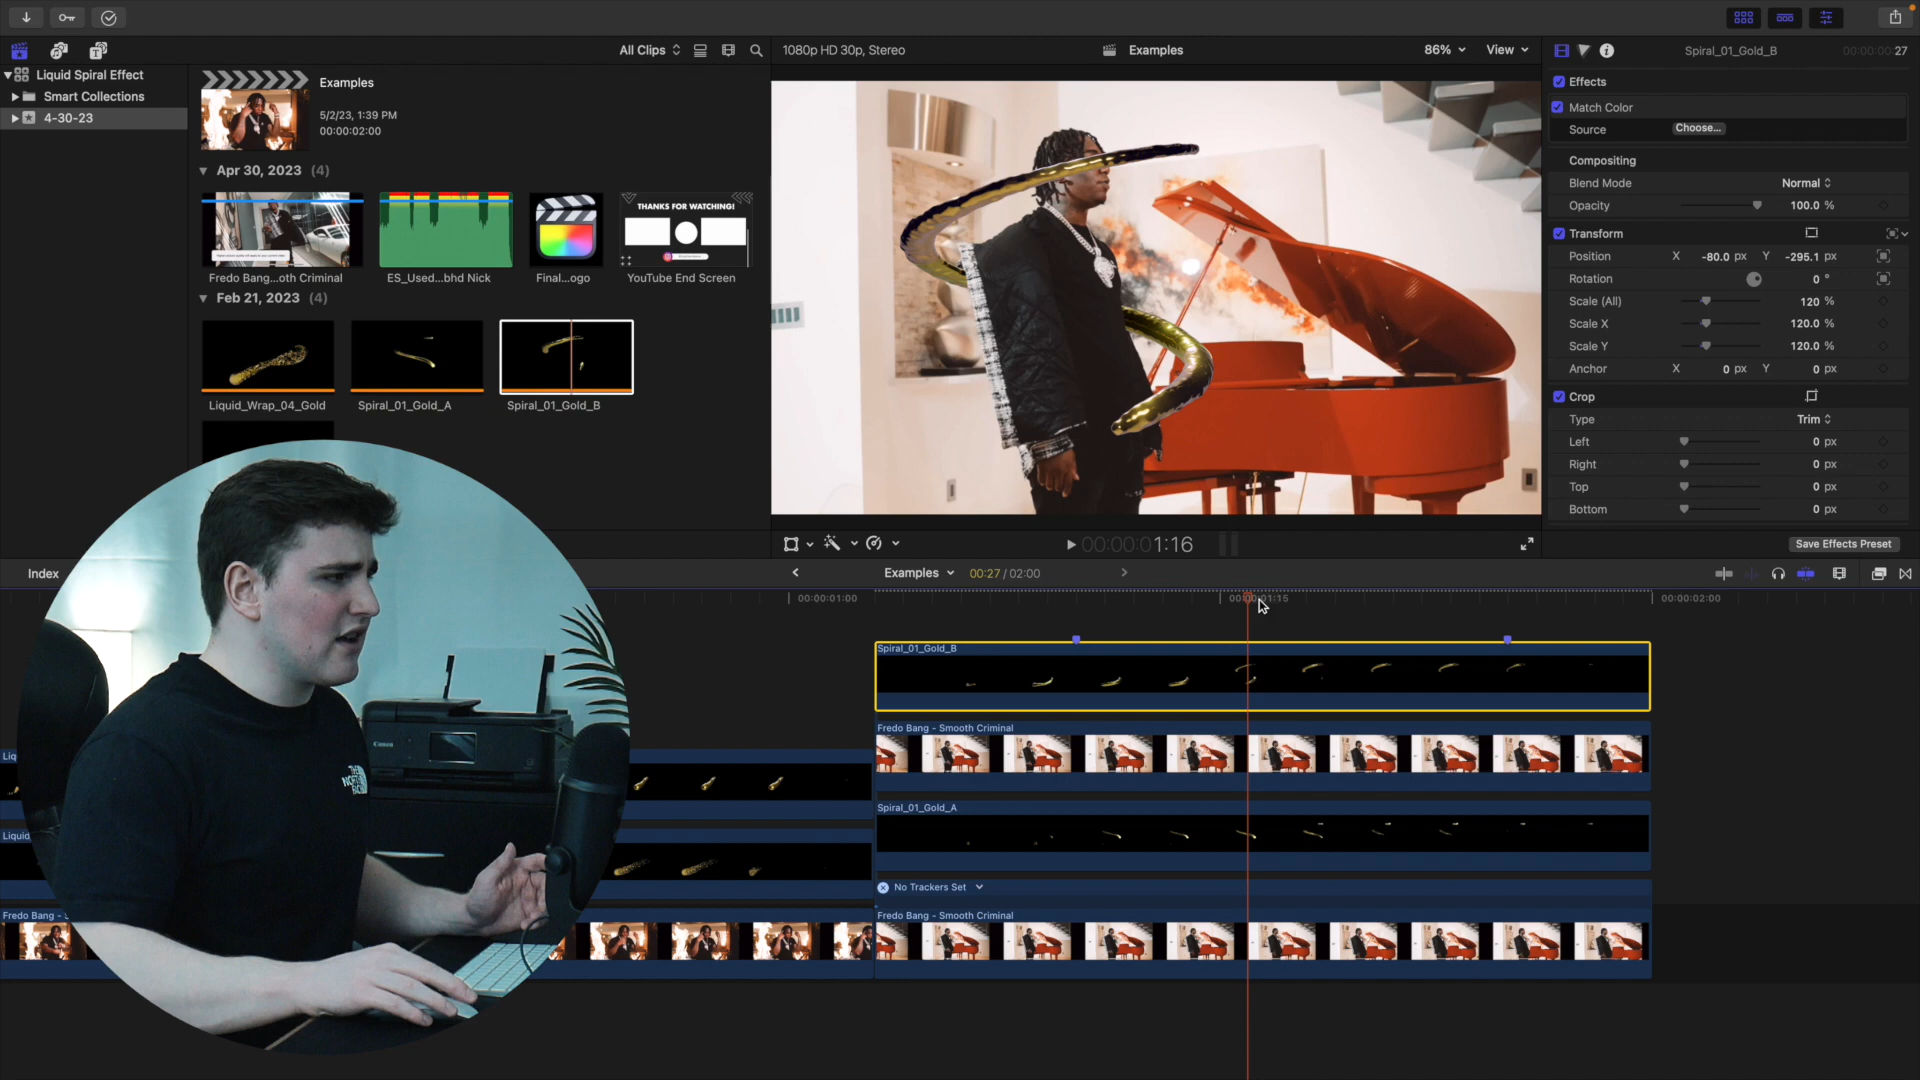 All Clips
1080p HD 30p, Stereo
Examples
86%
View
Spiral_01_Gold_B
00:00:00:27
Liquid Spiral Effect
Smart Collections
4-30-23
Examples
5/2/23, 1:39 PM
00:00:02:00
Apr 30, 2023 (4)
THANKS FOR WATCHING!
Fredo Bang...oth Criminal
ES_Used...bhd Nick
Final...ogo
YouTube End Screen
Feb 21, 2023 (4)
Liquid_Wrap_04_Gold
Spiral_01_Gold_A
Spiral_01_Gold_B
Effects
Match Color
Source
Choose...
Compositing
Blend Mode
Normal
Opacity
100.0 %
Transform
Position
X -80.0 px Y -295.1 px
Rotation
0 °
Scale (All)
120 %
Scale X
120.0 %
Scale Y
120.0 %
Anchor
X 0 px Y 0 px
Crop
Type
Trim
Left
0 px
Right
0 px
Top
0 px
Bottom
0 px
Save Effects Preset
00:00:01:16
Index
Examples
00:27 / 02:00
00:00:01:00
00:00:01:15
00:00:02:00
Spiral_01_Gold_B
Fredo Bang - Smooth Criminal
Spiral_01_Gold_A
No Trackers Set
Fredo Bang - Smooth Criminal
Liq
Liquid
Fredo Bang - S
Canon
THE
NORTH
FACE